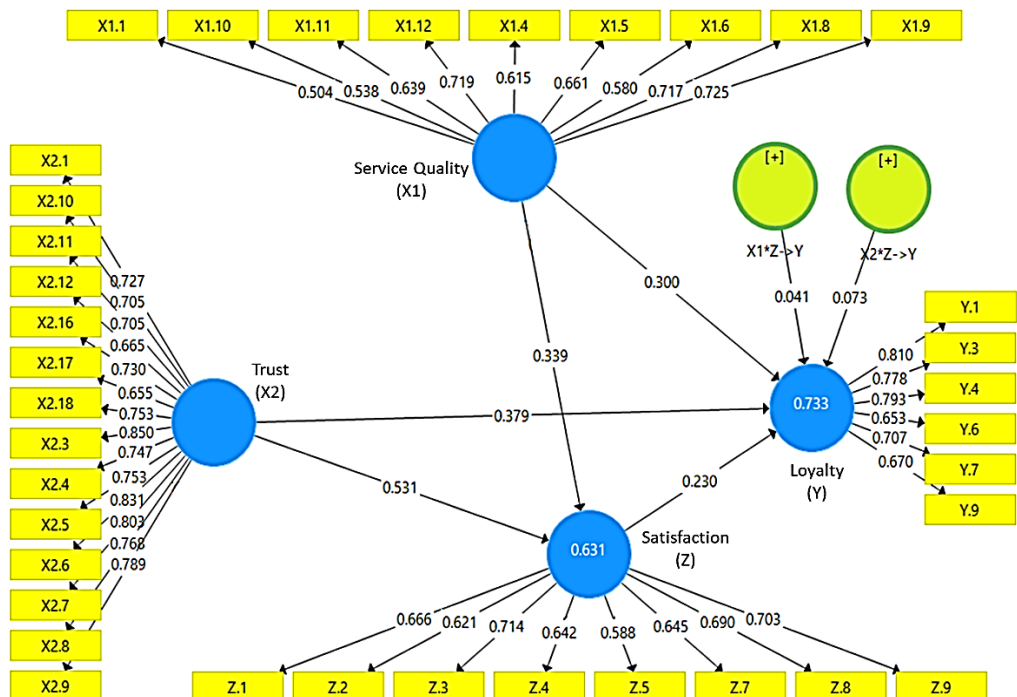 X1.1 X1.10 X1.11 X1.12 X1.4 X1.5 X1.6 X1.8 X1.9
0.504 0.538 0.639 0.719 0.615 0.661 0.580 0.717 0.725
Service Quality
(X1)
[+] [+]
X1*Z->Y X2*Z->Y
0.041 0.073
0.300
0.339
X2.1
X2.10
X2.11
X2.12
X2.16
X2.17
X2.18
X2.3
X2.4
X2.5
X2.6
X2.7
X2.8
X2.9
0.727
0.705
0.705
0.665
0.730
0.655
0.753
0.850
0.747
0.753
0.831
0.803
0.768
0.789
Trust
(X2)
0.379
0.531
0.230
0.733
Loyalty
(Y)
0.810
0.778
0.793
0.653
0.707
0.670
Y.1
Y.3
Y.4
Y.6
Y.7
Y.9
0.631
Satisfaction
(Z)
0.666 0.621 0.714 0.642 0.588 0.645 0.690 0.703
Z.1 Z.2 Z.3 Z.4 Z.5 Z.7 Z.8 Z.9